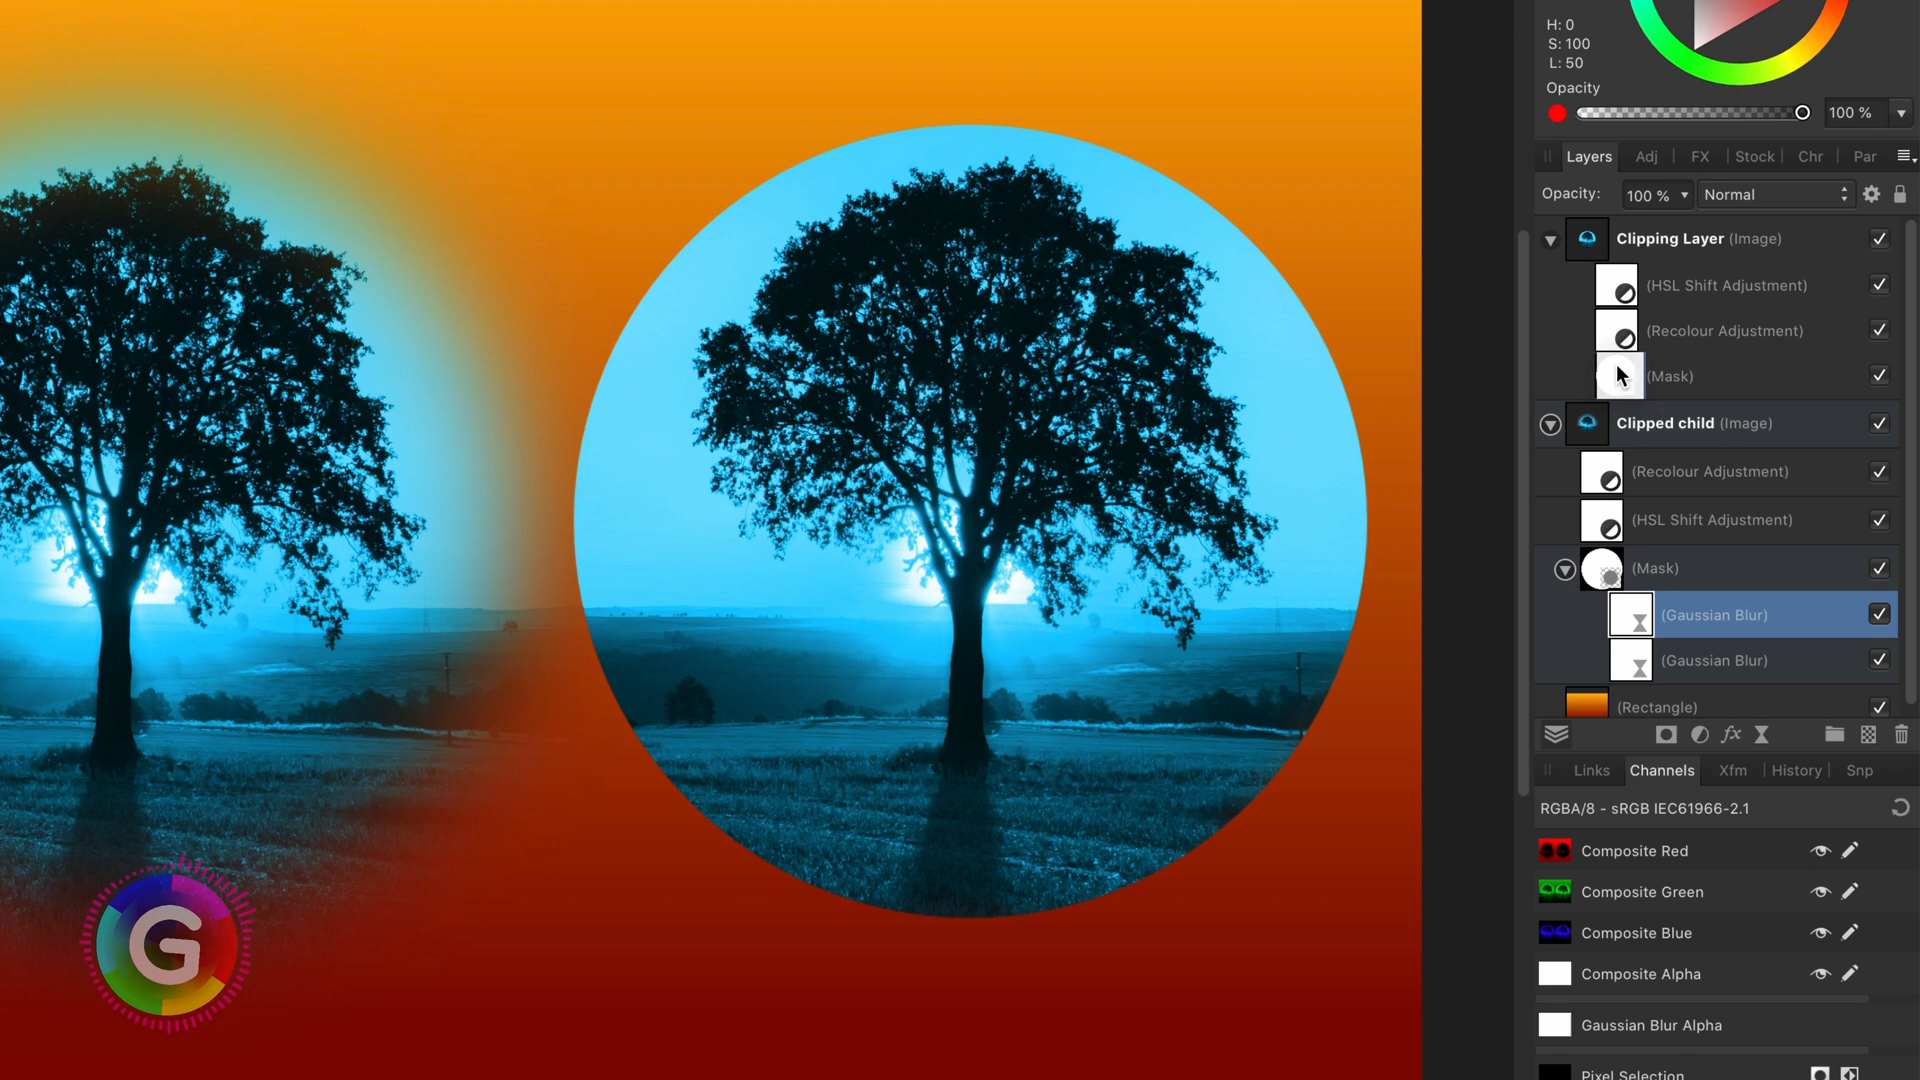 H: 0
S: 100
L: 50
Opacity
100 %
Layers Adj FX Stock Chr Par
Opacity: 100 % Normal
Clipping Layer (Image)
(HSL Shift Adjustment)
(Recolour Adjustment)
(Mask)
Clipped child (Image)
(Recolour Adjustment)
(HSL Shift Adjustment)
(Mask)
(Gaussian Blur)
(Gaussian Blur)
(Rectangle)
fx
Links Channels Xfm History Snp
RGBA/8 - sRGB IEC61966-2.1
Composite Red
Composite Green
Composite Blue
Composite Alpha
Gaussian Blur Alpha
Pixel Selection
G